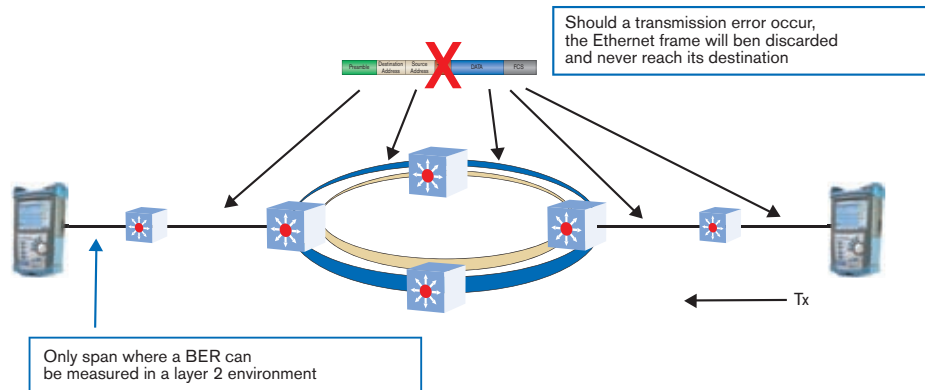 Should a transmission error occur,
the Ethernet frame will ben discarded
and never reach its destination
Preamble
Destination
Address
Source
Address
DATA
FCS
Tx
Only span where a BER can
be measured in a layer 2 environment